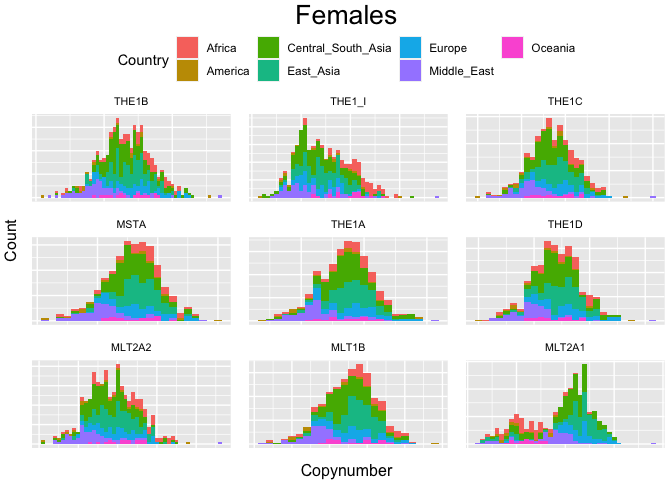 Females
Country
Africa
Central_South_Asia
Europe
Oceania
America
East_Asia
Middle_East
THE1B
THE1_I
THE1C
MSTA
THE1A
THE1D
MLT2A2
MLT1B
MLT2A1
Count
Copynumber